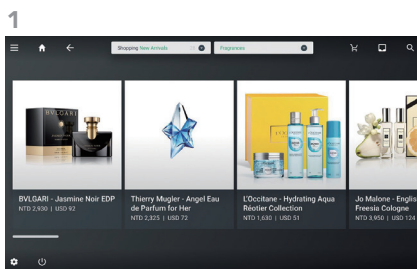 1
Shopping New Arrivals
Fragrances
BVLGARI
BVLGARI - Jasmine Noir EDP
NTD 2,930 | USD 92
Thierry Mugler - Angel Eau
de Parfum for Her
NTD 2,325 | USD 72
L'Occitane - Hydrating Aqua
Réotier Collection
NTD 1,630 | USD 51
Jo Malone - Englis
Freesia Cologne
NTD 3,950 | USD 124